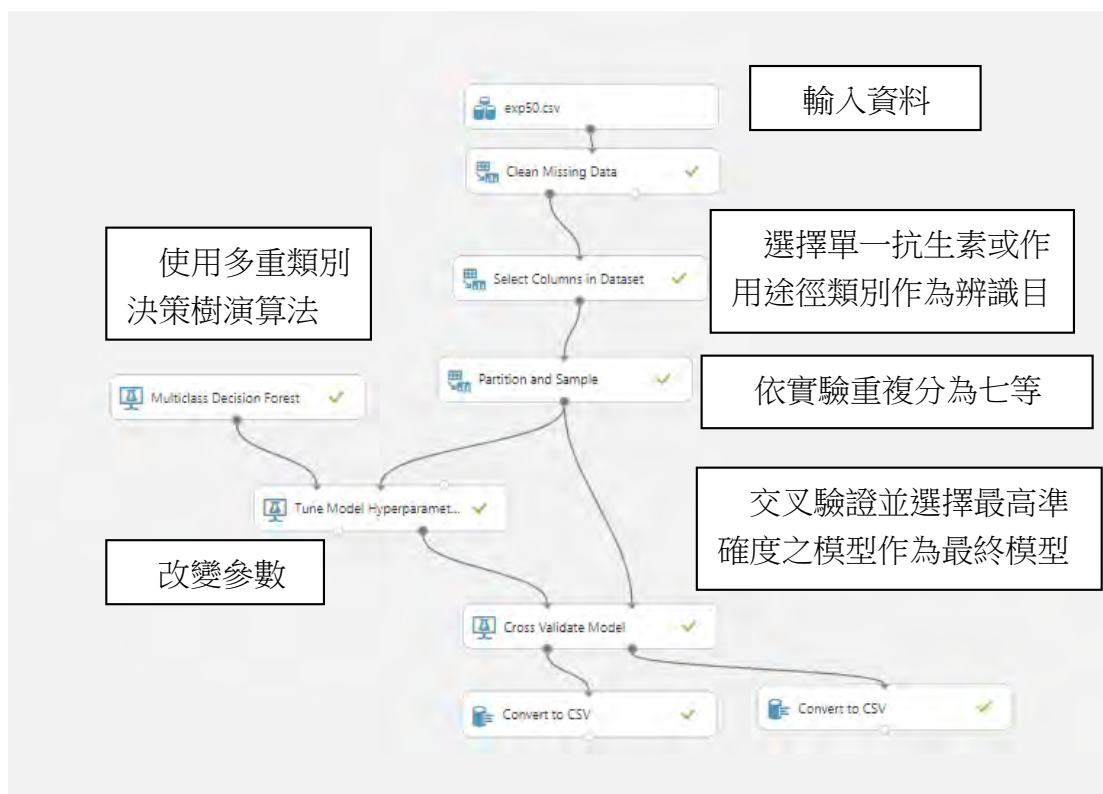 exp50.csv
輸入資料
Clean Missing Data
使用多重類別
決策樹演算法
選擇單一抗生素或作
用途徑類別作為辨識目
Select Columns in Dataset
Partition and Sample
依實驗重複分為七等
Multiclass Decision Forest
Tune Model Hyperparamet...
交叉驗證並選擇最高準
確度之模型作為最終模型
改變參數
Cross Validate Model
Convert to CSV
Convert to CSV